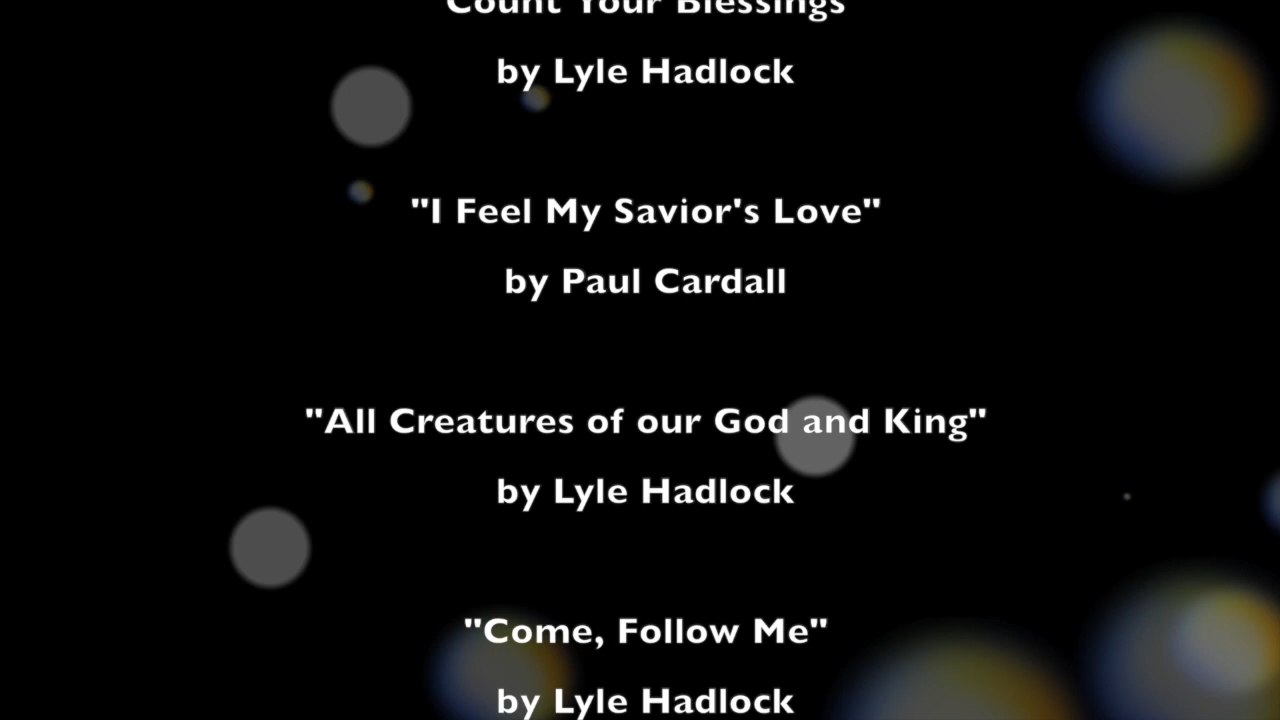 Count Your Blessings
by Lyle Hadlock
"I Feel My Savior's Love"
by Paul Cardall
"All Creatures of our God and King"
by Lyle Hadlock
"Come, Follow Me"
by Lyle Hadlock